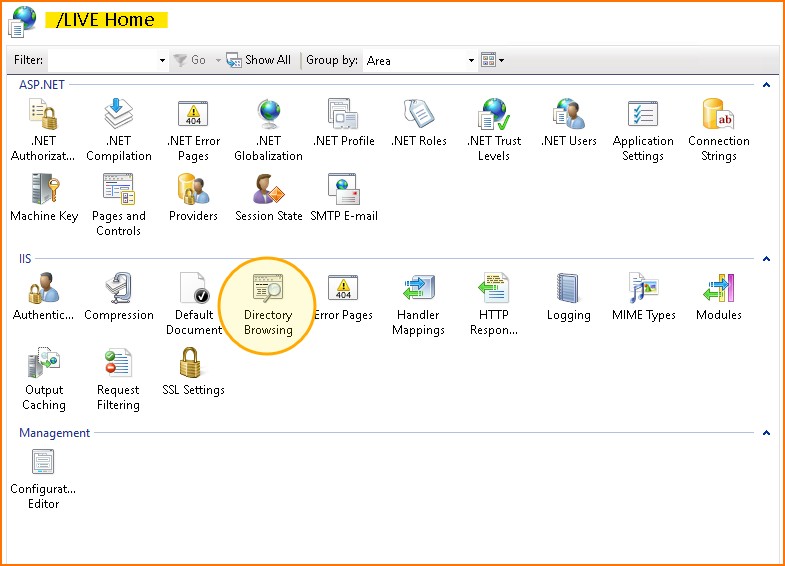 /LIVE Home
Filter: Go Show All Group by: Area
ASP.NET
.NET Authorizat...
.NET Compilation
.NET Error Pages
.NET Globalization
.NET Profile
.NET Roles
.NET Trust Levels
.NET Users
Application Settings
Connection Strings
Machine Key
Pages and Controls
Providers
Session State
SMTP E-mail
IIS
Authentic...
Compression
Default Document
Directory Browsing
Error Pages
Handler Mappings
HTTP Respon...
Logging
MIME Types
Modules
Output Caching
Request Filtering
SSL Settings
Management
Configurat... Editor